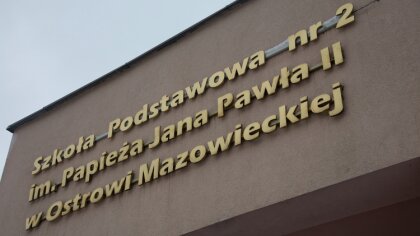 Szkoła Podstawowa nr 2
im. Papieża Jana Pawła II
w Ostrowi Mazowieckiej